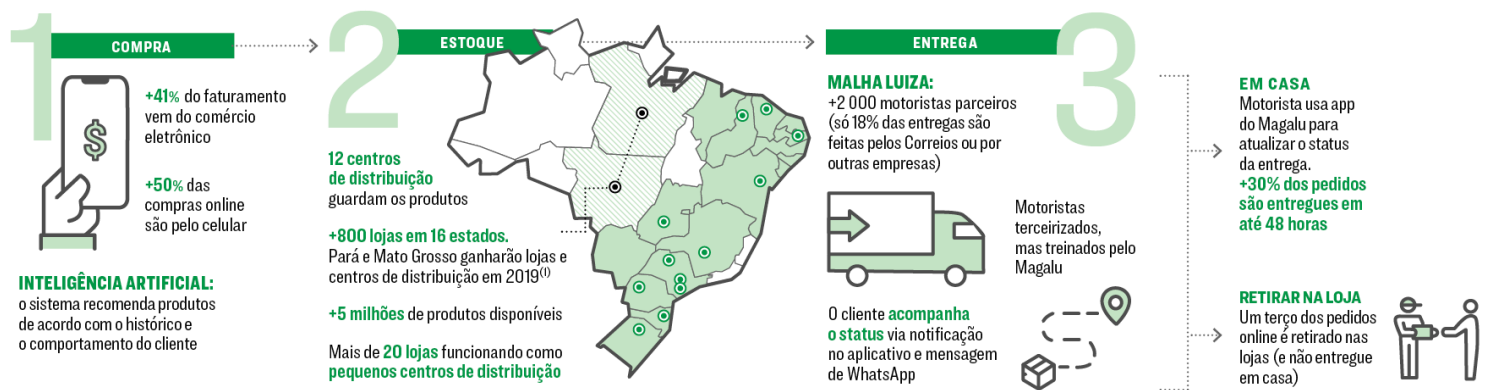 1
COMPRA
$
+41% do faturamento
vem do comércio
eletrônico
+50% das
compras online
são pelo celular
INTELIGÊNCIA ARTIFICIAL:
o sistema recomenda produtos
de acordo com o histórico e
o comportamento do cliente
2
ESTOQUE
12 centros
de distribuição
guardam os produtos
+800 lojas em 16 estados.
Pará e Mato Grosso ganharão lojas e
centros de distribuição em 2019(I)
+5 milhões de produtos disponíveis
Mais de 20 lojas funcionando como
pequenos centros de distribuição
ENTREGA
3
MALHA LUIZA:
+2 000 motoristas parceiros
(só 18% das entregas são
feitas pelos Correios ou por
outras empresas)
Motoristas
terceirizados,
mas treinados pelo
Magalu
O cliente acompanha
o status via notificação
no aplicativo e mensagem
de WhatsApp
EM CASA
Motorista usa app
do Magalu para
atualizar o status
da entrega.
+30% dos pedidos
são entregues em
até 48 horas
RETIRAR NA LOJA
Um terço dos pedidos
online é retirado nas
lojas (e não entregue
em casa)